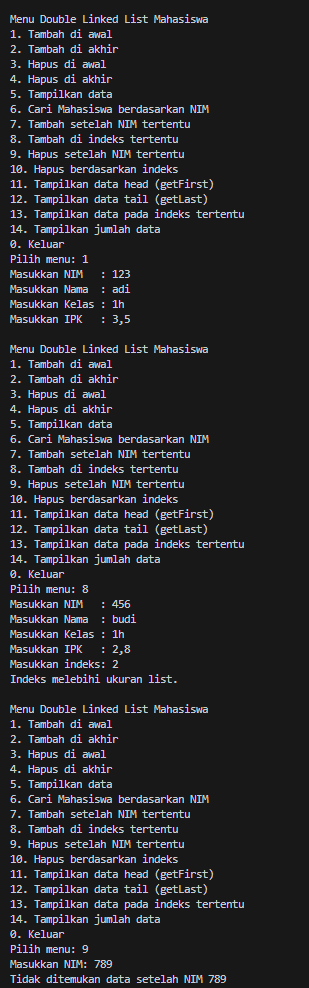 Menu Double Linked List Mahasiswa
1. Tambah di awal
2. Tambah di akhir
3. Hapus di awal
4. Hapus di akhir
5. Tampilkan data
6. Cari Mahasiswa berdasarkan NIM
7. Tambah setelah NIM tertentu
8. Tambah di indeks tertentu
9. Hapus setelah NIM tertentu
10. Hapus berdasarkan indeks
11. Tampilkan data head (getFirst)
12. Tampilkan data tail (getLast)
13. Tampilkan data pada indeks tertentu
14. Tampilkan jumlah data
0. Keluar
Pilih menu: 1
Masukkan NIM   : 123
Masukkan Nama  : adi
Masukkan Kelas : 1h
Masukkan IPK   : 3,5

Menu Double Linked List Mahasiswa
1. Tambah di awal
2. Tambah di akhir
3. Hapus di awal
4. Hapus di akhir
5. Tampilkan data
6. Cari Mahasiswa berdasarkan NIM
7. Tambah setelah NIM tertentu
8. Tambah di indeks tertentu
9. Hapus setelah NIM tertentu
10. Hapus berdasarkan indeks
11. Tampilkan data head (getFirst)
12. Tampilkan data tail (getLast)
13. Tampilkan data pada indeks tertentu
14. Tampilkan jumlah data
0. Keluar
Pilih menu: 8
Masukkan NIM   : 456
Masukkan Nama  : budi
Masukkan Kelas : 1h
Masukkan IPK   : 2,8
Masukkan indeks: 2
Indeks melebihi ukuran list.

Menu Double Linked List Mahasiswa
1. Tambah di awal
2. Tambah di akhir
3. Hapus di awal
4. Hapus di akhir
5. Tampilkan data
6. Cari Mahasiswa berdasarkan NIM
7. Tambah setelah NIM tertentu
8. Tambah di indeks tertentu
9. Hapus setelah NIM tertentu
10. Hapus berdasarkan indeks
11. Tampilkan data head (getFirst)
12. Tampilkan data tail (getLast)
13. Tampilkan data pada indeks tertentu
14. Tampilkan jumlah data
0. Keluar
Pilih menu: 9
Masukkan NIM: 789
Tidak ditemukan data setelah NIM 789